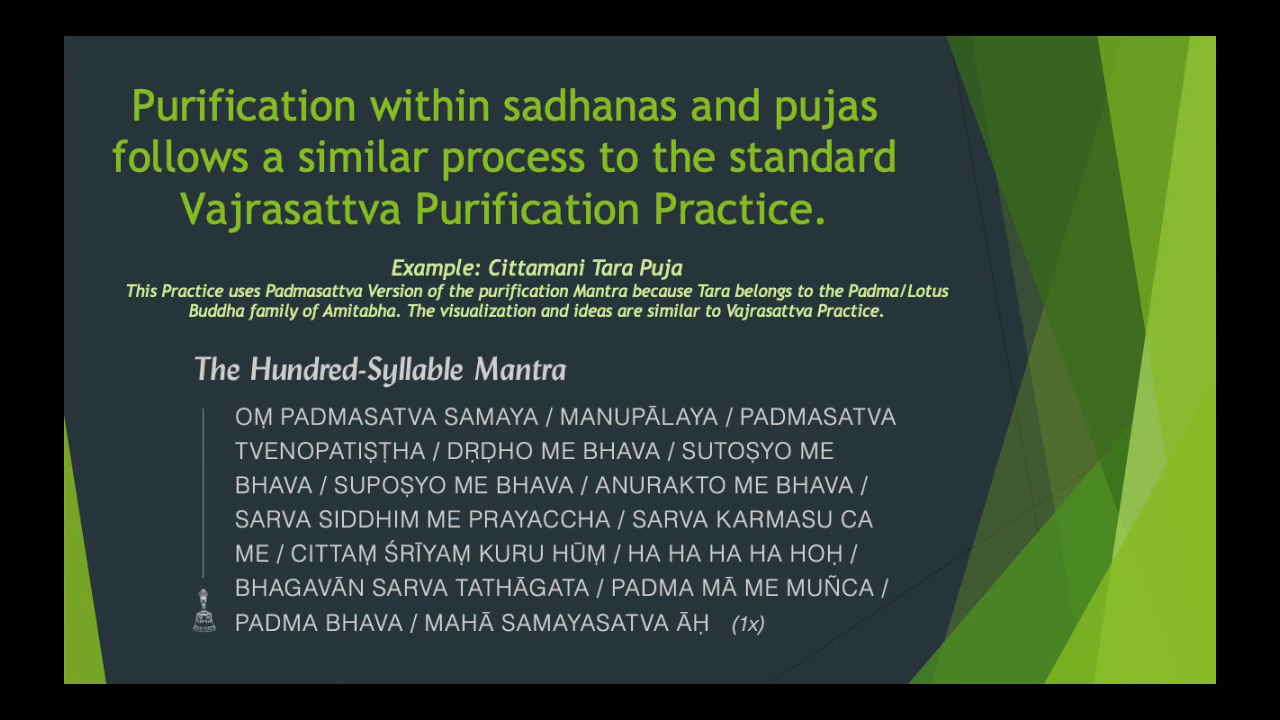 Purification within sadhanas and pujas
follows a similar process to the standard
Vajrasattva Purification Practice.
Example: Cittamani Tara Puja
This Practice uses Padmasattva Version of the purification Mantra because Tara belongs to the Padma/Lotus
Buddha family of Amitabha. The visualization and ideas are similar to Vajrasattva Practice.
The Hundred-Syllable Mantra
OṂ PADMASATVA SAMAYA / MANUPĀLAYA / PADMASATVA
TVENOPATIṢṬHA / DṚḌHO ME BHAVA / SUTOṢYO ME
BHAVA / SUPOṢYO ME BHAVA / ANURAKTO ME BHAVA /
SARVA SIDDHIM ME PRAYACCHA / SARVA KARMASU CA
ME / CITTAṂ ŚRĪYAṂ KURU HŪṂ / HA HA HA HA HOḤ /
BHAGAVĀN SARVA TATHĀGATA / PADMA MĀ ME MUÑCA /
PADMA BHAVA / MAHĀ SAMAYASATVA ĀḤ (1x)